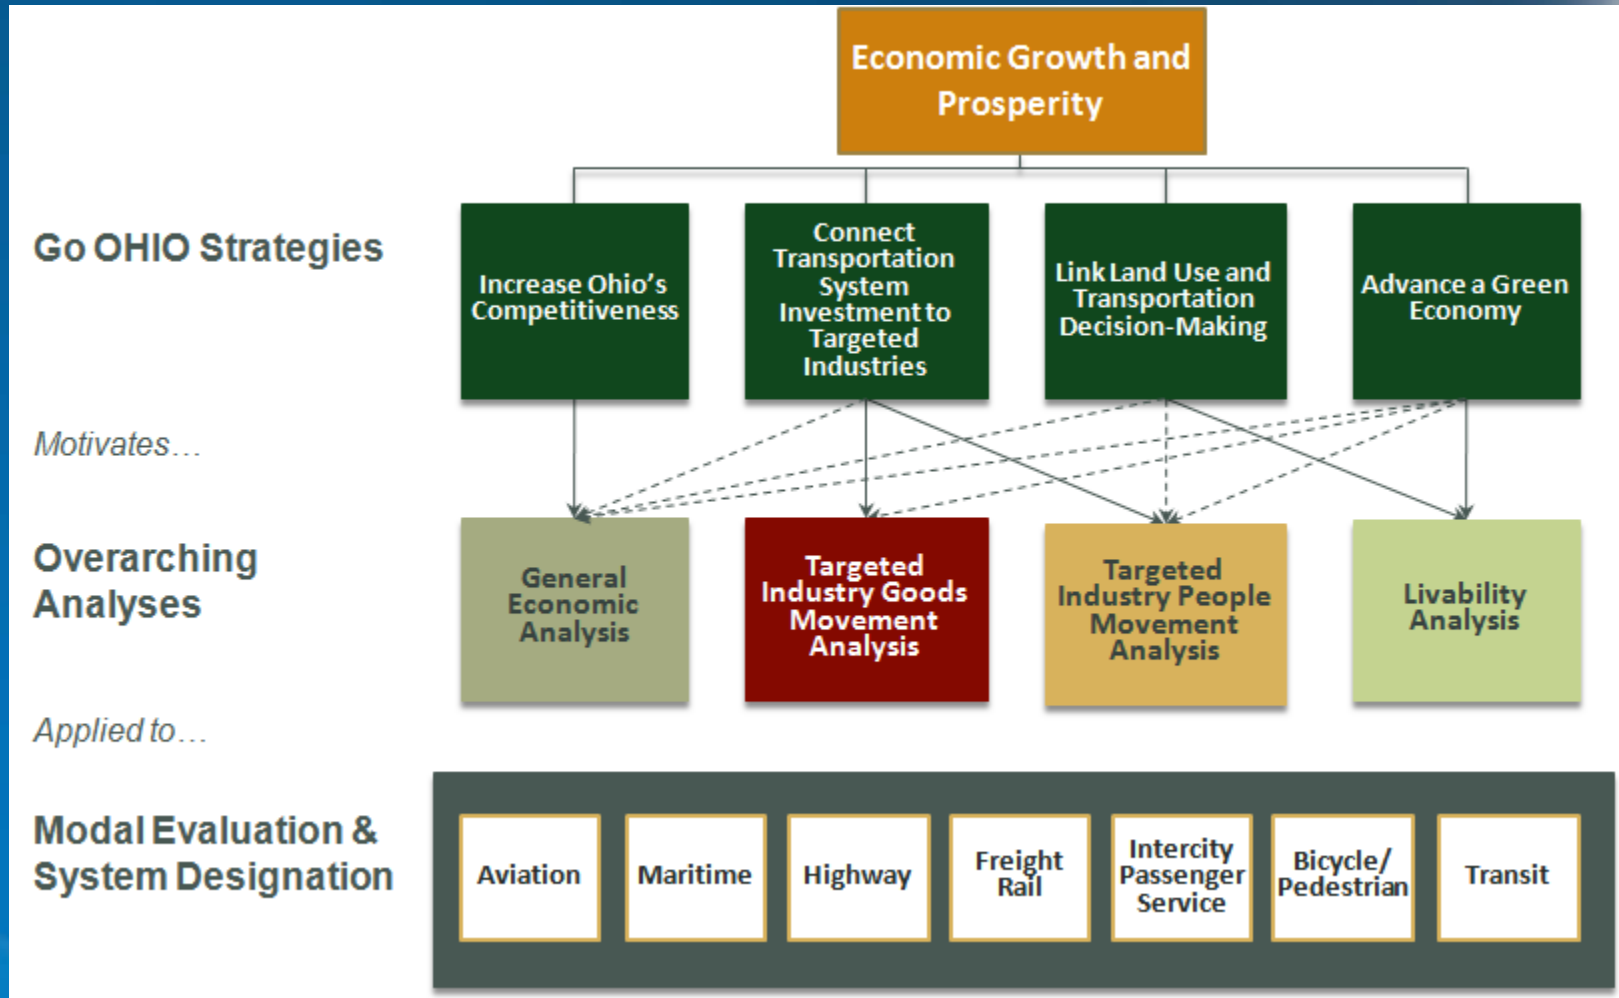 Economic Growth and
Prosperity
Go OHIO Strategies
Increase Ohio's
Competitiveness
Connect
Transportation
System
Investment to
Targeted
Industries
Link Land Use and
Transportation
Decision-Making
Advance a Green
Economy
Motivates...
Overarching
Analyses
General
Economic
Analysis
Targeted
Industry Goods
Movement
Analysis
Targeted
Industry People
Movement
Analysis
Livability
Analysis
Applied to...
Modal Evaluation &
System Designation
Aviation
Maritime
Highway
Freight
Rail
Intercity
Passenger
Service
Bicycle/
Pedestrian
Transit